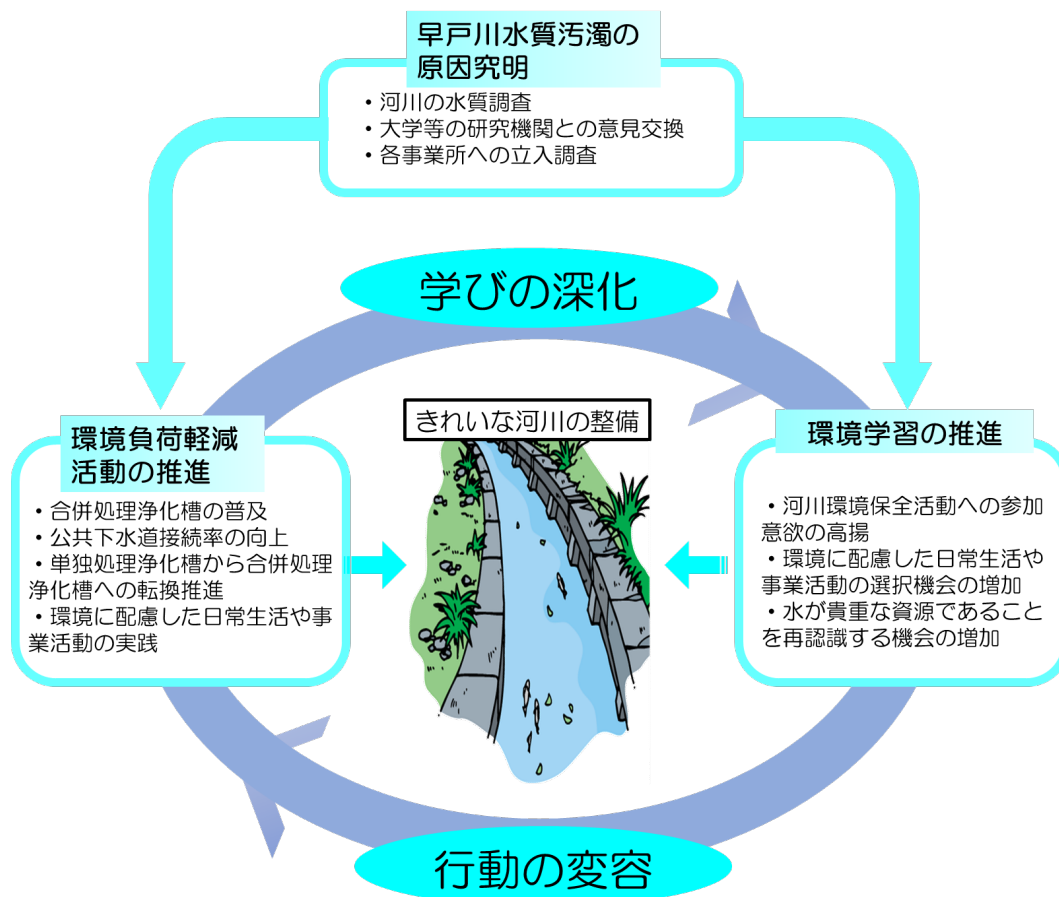 早戸川水質汚濁の
原因究明
・河川の水質調査
・大学等の研究機関との意見交換
・各事業所への立入調査
学びの深化
きれいな河川の整備
環境負荷軽減
活動の推進
・合併処理浄化槽の普及
・公共下水道接続率の向上
・単独処理浄化槽から合併処理
浄化槽への転換推進
・環境に配慮した日常生活や事
業活動の実践
環境学習の推進
・河川環境保全活動への参加
意欲の高揚
・環境に配慮した日常生活や
事業活動の選択機会の増加
・水が貴重な資源であること
を再認識する機会の増加
行動の変容